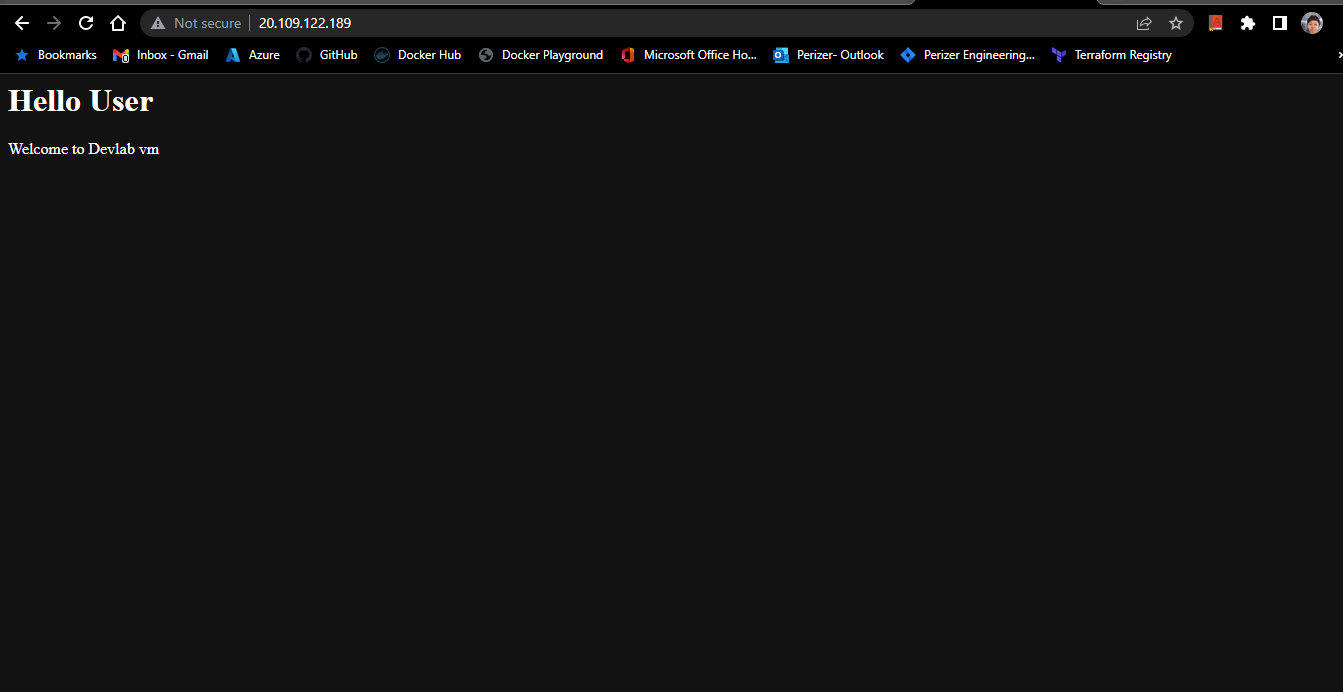 Not secure 20.109.122.189
Bookmarks Inbox - Gmail Azure GitHub Docker Hub Docker Playground Microsoft Office Ho... Perizer- Outlook Perizer Engineering... Terraform Registry
Hello User
Welcome to Devlab vm